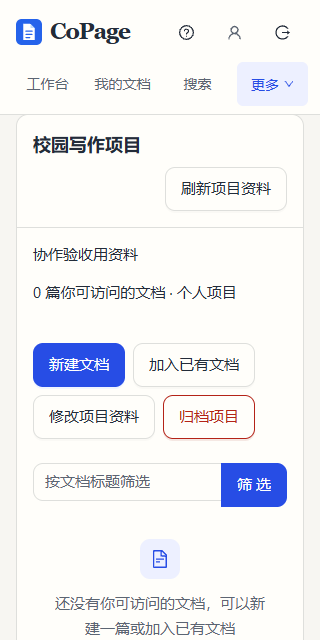 CoPage
工作台 我的文档 搜索 更多
校园写作项目
刷新项目资料
协作验收用资料
0 篇你可访问的文档 · 个人项目
新建文档 加入已有文档
修改项目资料 归档项目
按文档标题筛选 筛 选
还没有你可访问的文档，可以新
建一篇或加入已有文档